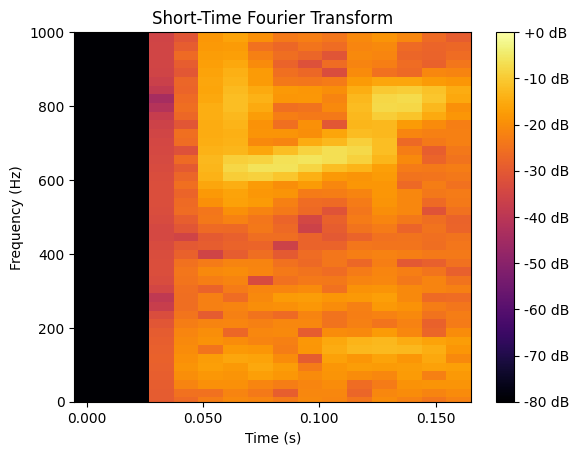 Short-Time Fourier Transform
1000
800
600
400
200
0
Frequency (Hz)
0.000
0.050
0.100
0.150
Time (s)
+0 dB
-10 dB
-20 dB
-30 dB
-40 dB
-50 dB
-60 dB
-70 dB
-80 dB